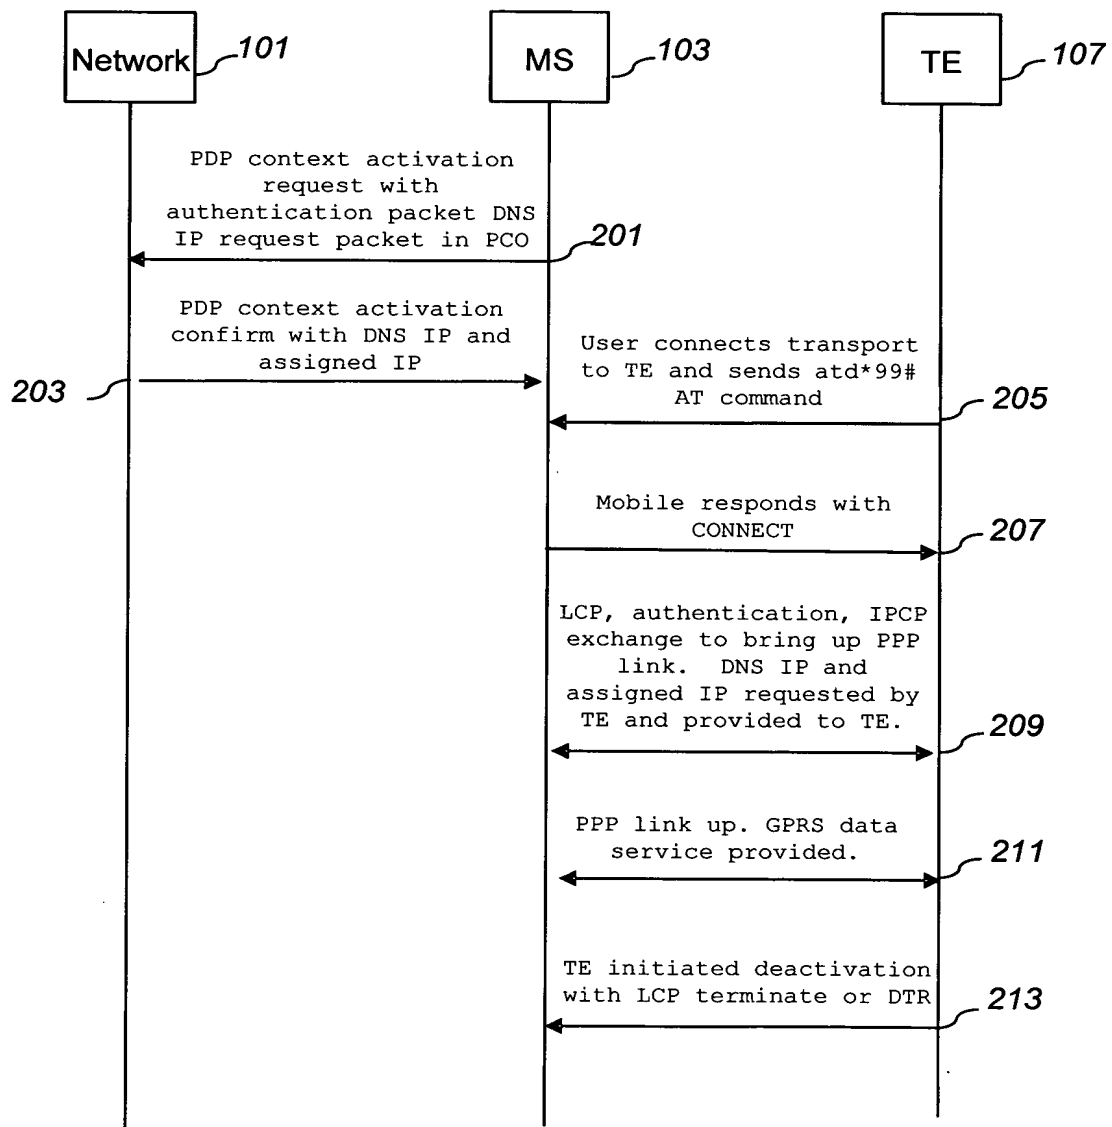 Network
101
MS
103
TE
107
PDP context activation
request with
authentication packet DNS
IP request packet in PCO
201
PDP context activation
confirm with DNS IP and
assigned IP
203
User connects transport
to TE and sends atd*99#
AT command
205
Mobile responds with
CONNECT
207
LCP, authentication, IPCP
exchange to bring up PPP
link. DNS IP and
assigned IP requested by
TE and provided to TE.
209
PPP link up. GPRS data
service provided.
211
TE initiated deactivation
with LCP terminate or DTR
213